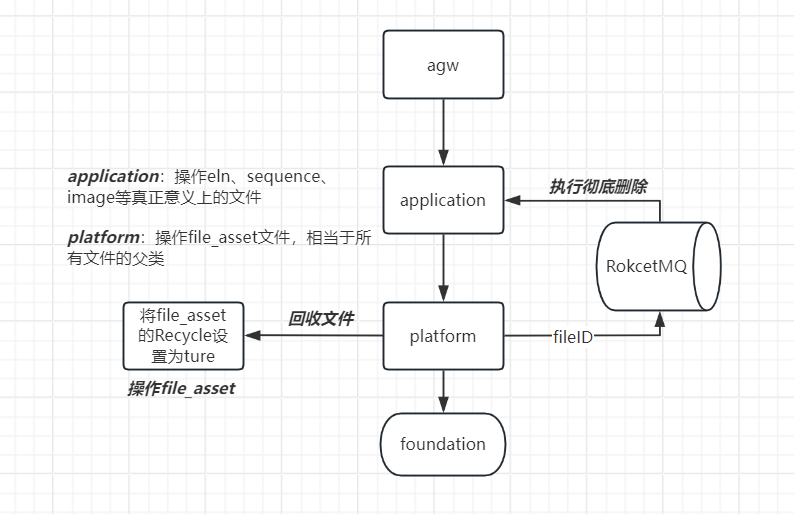 agw
application：操作eln、sequence、
image等真正意义上的文件
application
执行彻底删除
platform：操作file_asset文件，相当于所
有文件的父类
RokcetMQ
将file_asset
的Recycle设
置为ture
回收文件
platform
fileID
操作file_asset
foundation